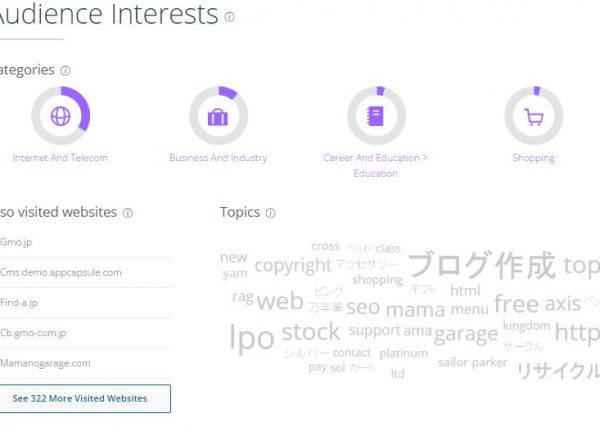 Audience Interests
ategories
Internet And Telecom
Business And Industry
Career And Education >
Education
Shopping
so visited websites
Gmo.jp
Cms.demo.appcapsule.com
Find-a.jp
Cb.gmo-com.jp
Mamanogarage.com
See 322 More Visited Websites
Topics
cross ベッド class
new copyright アクセサリー ブログ作成 top
yam shopping
rag web ピンク seo mama ギフト html free axis ペッ
万年筆 menu
lpo stock support ama garage kingdom http
シルバー contact platinum サークル
pay sol カート ltd sailor parker リサイクル